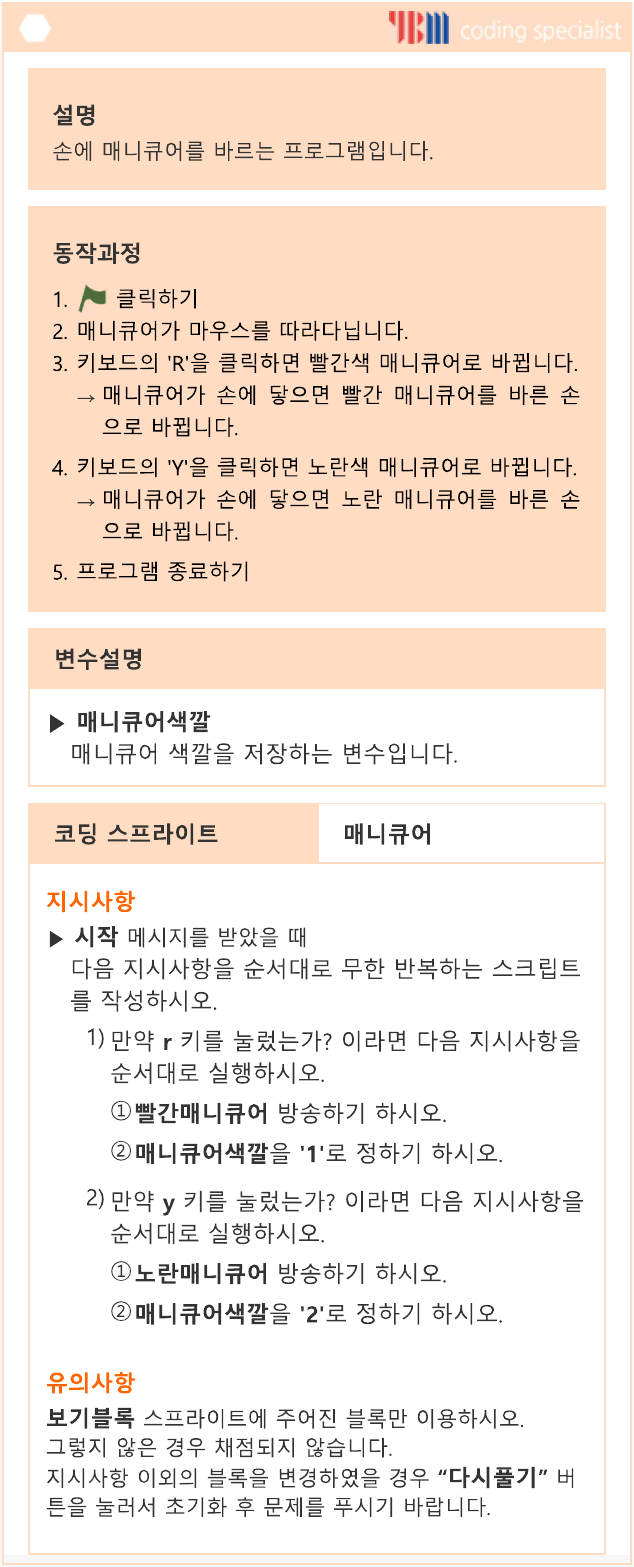 YBM coding specialist
설명
손에 매니큐어를 바르는 프로그램입니다.
동작과정
1. 클릭하기
2. 매니큐어가 마우스를 따라다닙니다.
3. 키보드의 'R'을 클릭하면 빨간색 매니큐어로 바뀝니다.
→ 매니큐어가 손에 닿으면 빨간 매니큐어를 바른 손
으로 바뀝니다.
4. 키보드의 'Y'을 클릭하면 노란색 매니큐어로 바뀝니다.
→ 매니큐어가 손에 닿으면 노란 매니큐어를 바른 손
으로 바뀝니다.
5. 프로그램 종료하기
변수설명
▶ 매니큐어색깔
매니큐어 색깔을 저장하는 변수입니다.
코딩 스프라이트 매니큐어
지시사항
▶ 시작 메시지를 받았을 때
다음 지시사항을 순서대로 무한 반복하는 스크립트
를 작성하시오.
1) 만약 r 키를 눌렀는가? 이라면 다음 지시사항을
순서대로 실행하시오.
①빨간매니큐어 방송하기 하시오.
②매니큐어색깔을 '1'로 정하기 하시오.
2) 만약 y 키를 눌렀는가? 이라면 다음 지시사항을
순서대로 실행하시오.
①노란매니큐어 방송하기 하시오.
②매니큐어색깔을 '2'로 정하기 하시오.
유의사항
보기블록 스프라이트에 주어진 블록만 이용하시오.
그렇지 않은 경우 채점되지 않습니다.
지시사항 이외의 블록을 변경하였을 경우 “다시풀기” 버
튼을 눌러서 초기화 후 문제를 푸시기 바랍니다.